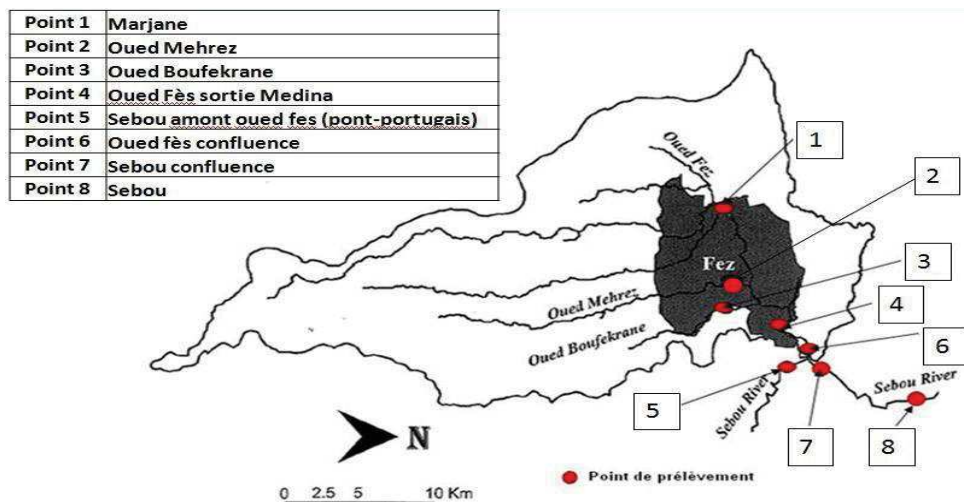 Point 1 Marjane
Point 2 Oued Mehrez
Point 3 Oued Boufekrane
Point 4 Oued Fès sortie Medina
Point 5 Sebou amont oued fes (pont-portugais)
Point 6 Oued fès confluence
Point 7 Sebou confluence
Point 8 Sebou
1
Oued Fez
2
Fez
3
Oued Mehrez
4
Oued Boufekrane
6
Sebou River
5
Sebou River
7
8
N
Point de prélèvement
0 2.5 5 10 Km